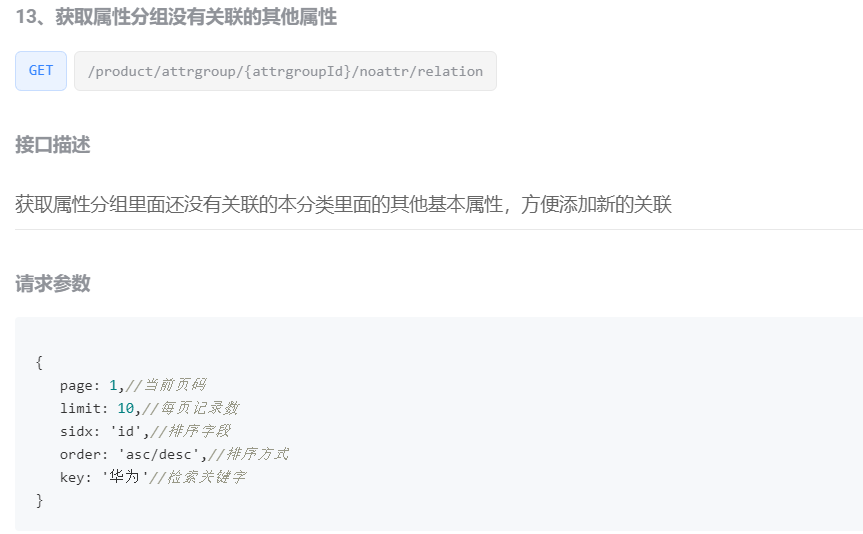 13、获取属性分组没有关联的其他属性
GET /product/attrgroup/{attrgroupId}/noattr/relation
接口描述
获取属性分组里面还没有关联的本分类里面的其他基本属性，方便添加新的关联
请求参数
{
page: 1,//当前页码
limit: 10,//每页记录数
sidx: 'id',//排序字段
order: 'asc/desc',//排序方式
key: '华为'//检索关键字
}